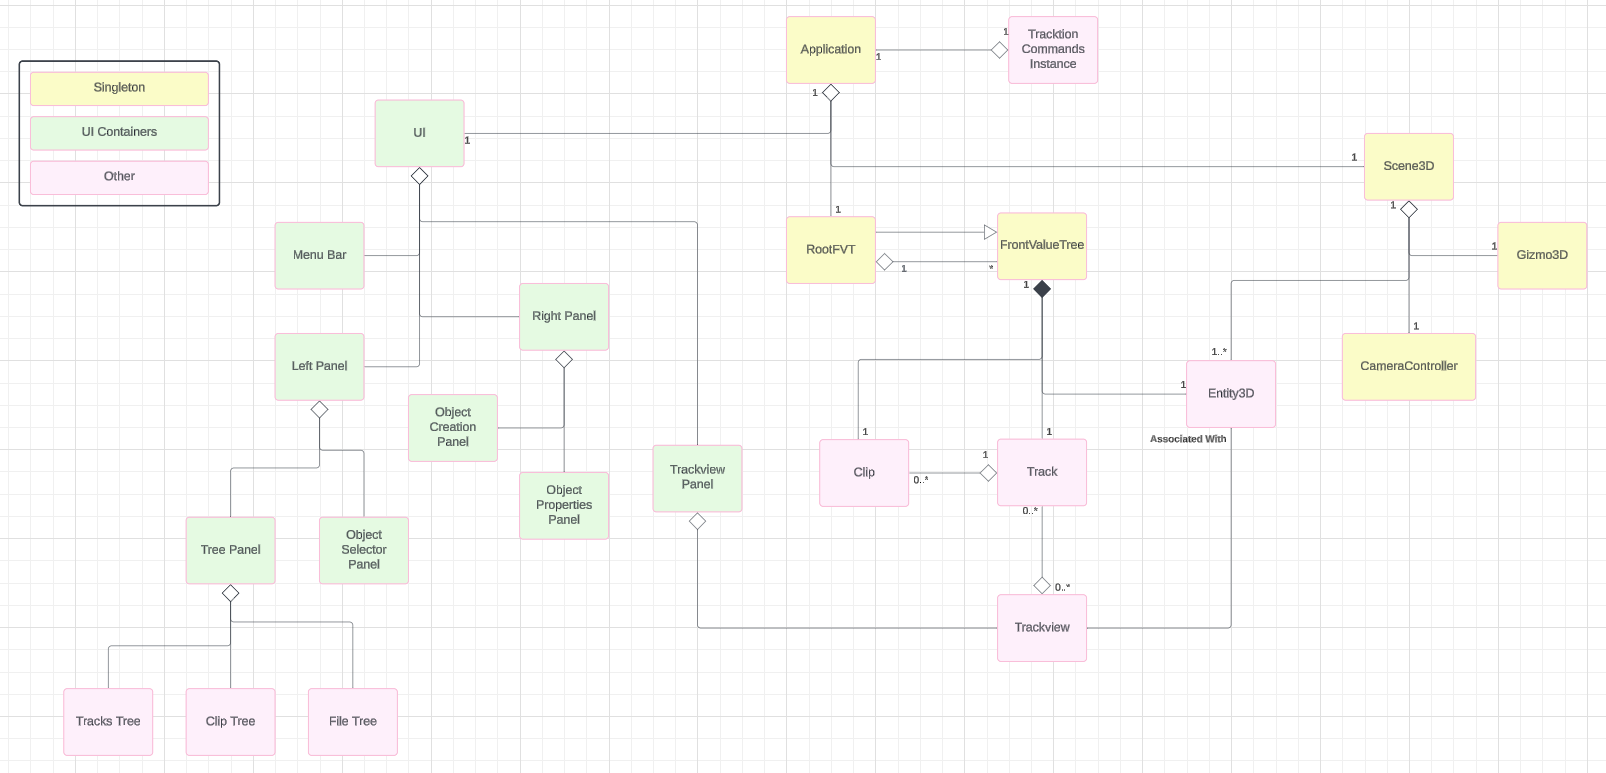 Singleton
UI Containers
Other
Application
1
1
Tracktion
Commands
Instance
1
UI
1
1
Scene3D
1
1
RootFVT
FrontValueTree
1
*
1
Gizmo3D
1
CameraController
1..*
1
Entity3D
Associated With
Menu Bar
Right Panel
Left Panel
Object
Creation
Panel
Object
Properties
Panel
Trackview
Panel
1
Clip
0..*
1
1
Track
0..*
0..*
Trackview
Tree Panel
Object
Selector
Panel
Tracks Tree
Clip Tree
File Tree